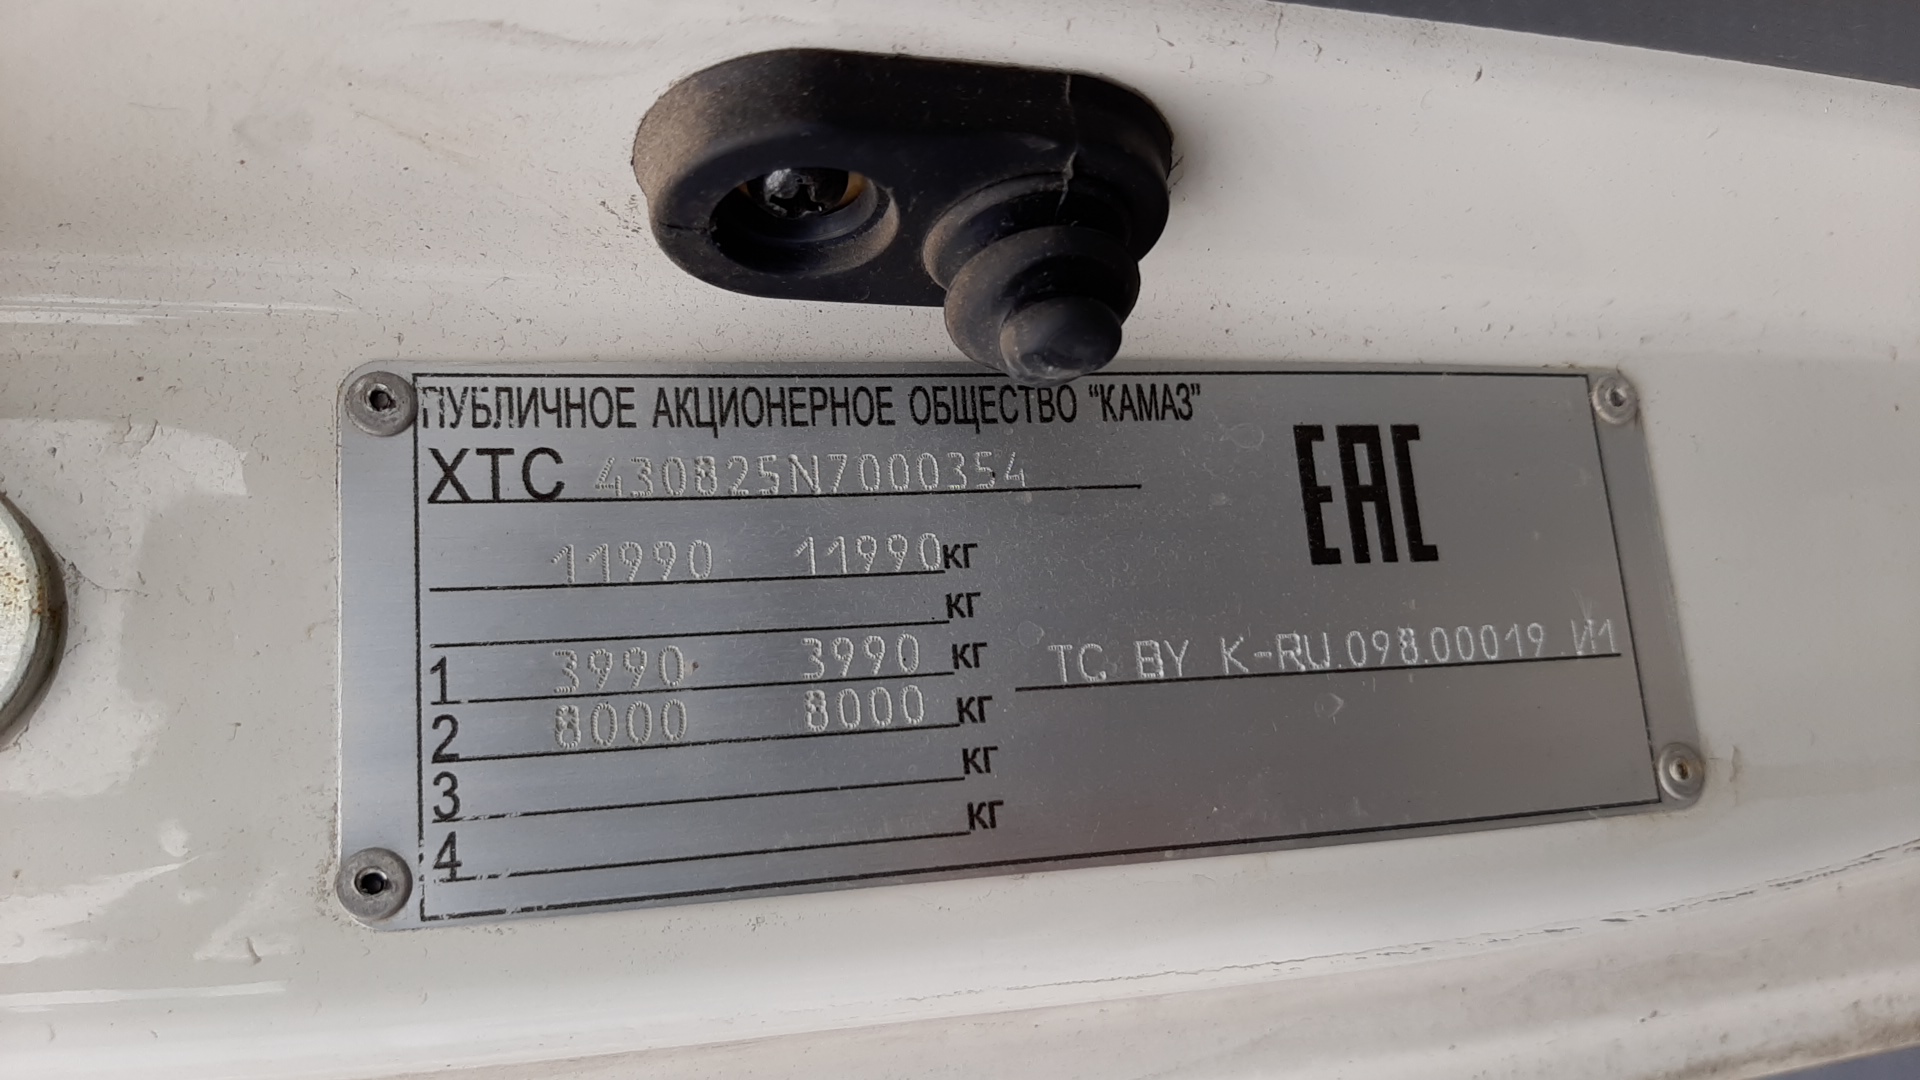 ПУБЛИЧНОЕ АКЦИОНЕРНОЕ ОБЩЕСТВО "КАМАЗ"
XTC 430825N7000354
EAC
11990 11990 кг
кг
1 3990 3990 кг
TC BY K-RU.098.00019.И1
2 8000 8000 кг
3 кг
4 кг